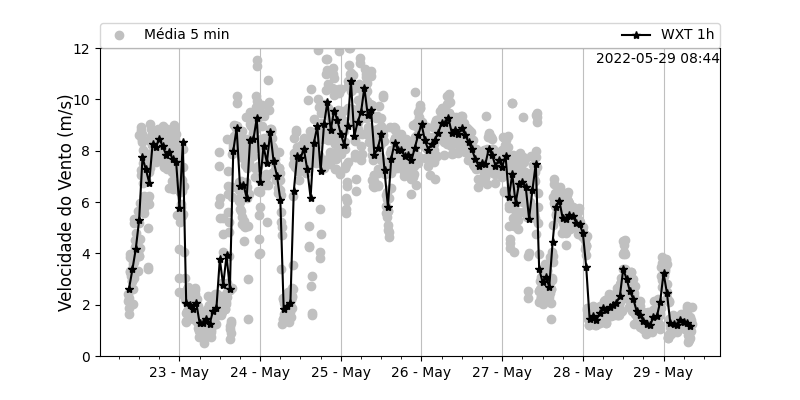 Média 5 min
WXT 1h
2022-05-29 08:44
Velocidade do Vento (m/s)
12
10
8
6
4
2
0
23 - May
24 - May
25 - May
26 - May
27 - May
28 - May
29 - May